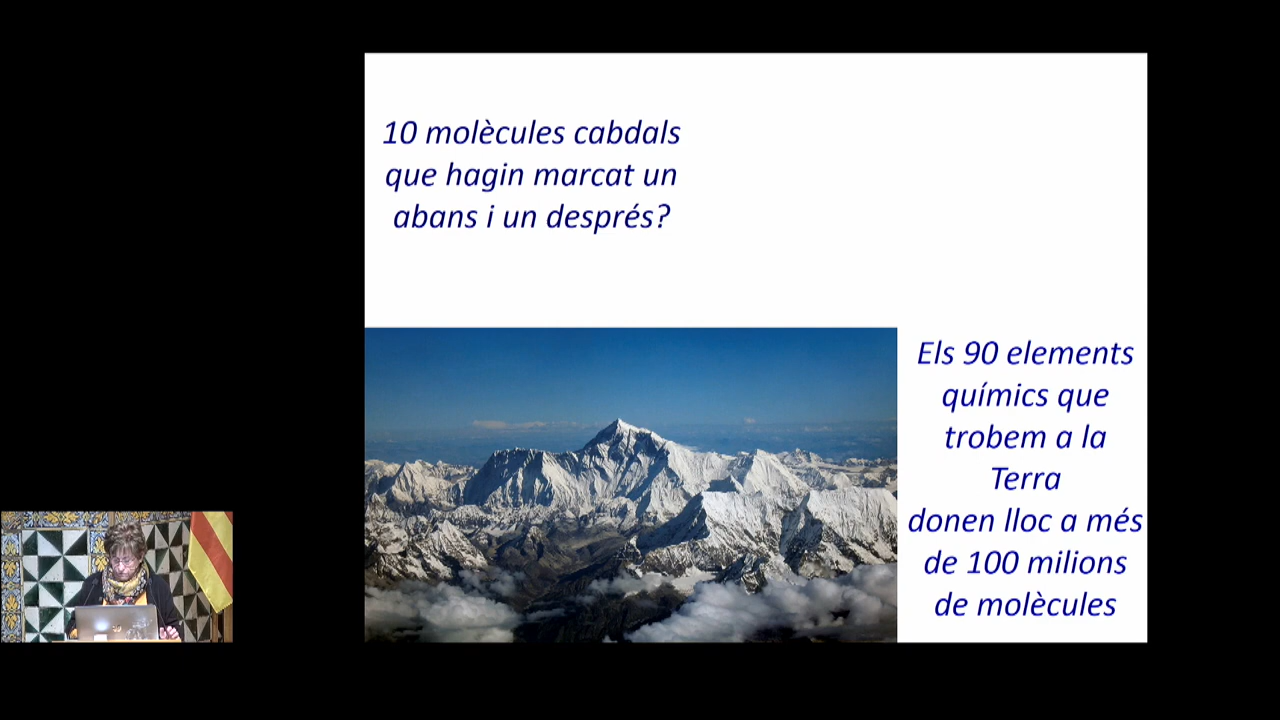 10 molècules cabdals
que hagin marcat un
abans i un després?
Els 90 elements
químics que
trobem a la
Terra
donen lloc a més
de 100 milions
de molècules